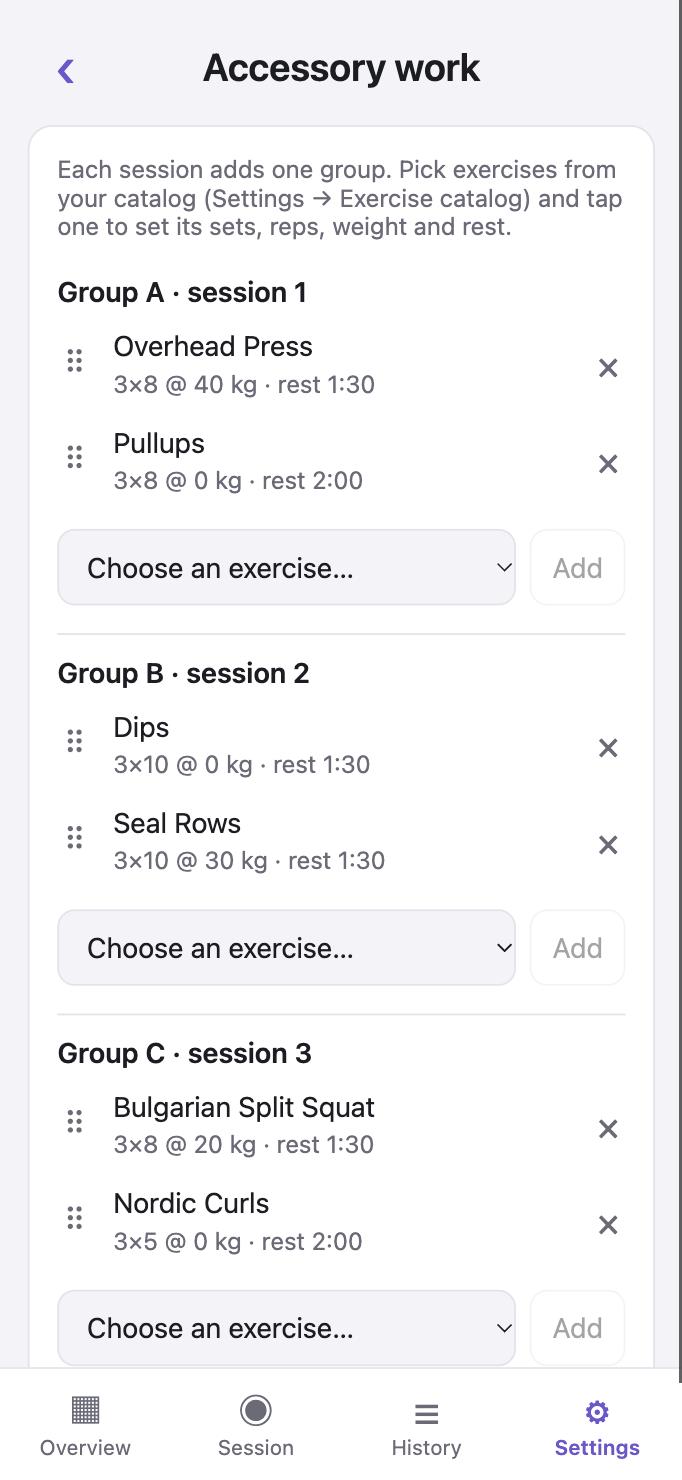 Accessory work
Each session adds one group. Pick exercises from
your catalog (Settings → Exercise catalog) and tap
one to set its sets, reps, weight and rest.
Group A · session 1
Overhead Press
3×8 @ 40 kg · rest 1:30
Pullups
3×8 @ 0 kg · rest 2:00
Choose an exercise... Add
Group B · session 2
Dips
3×10 @ 0 kg · rest 1:30
Seal Rows
3×10 @ 30 kg · rest 1:30
Choose an exercise... Add
Group C · session 3
Bulgarian Split Squat
3×8 @ 20 kg · rest 1:30
Nordic Curls
3×5 @ 0 kg · rest 2:00
Choose an exercise... Add
Overview Session History Settings